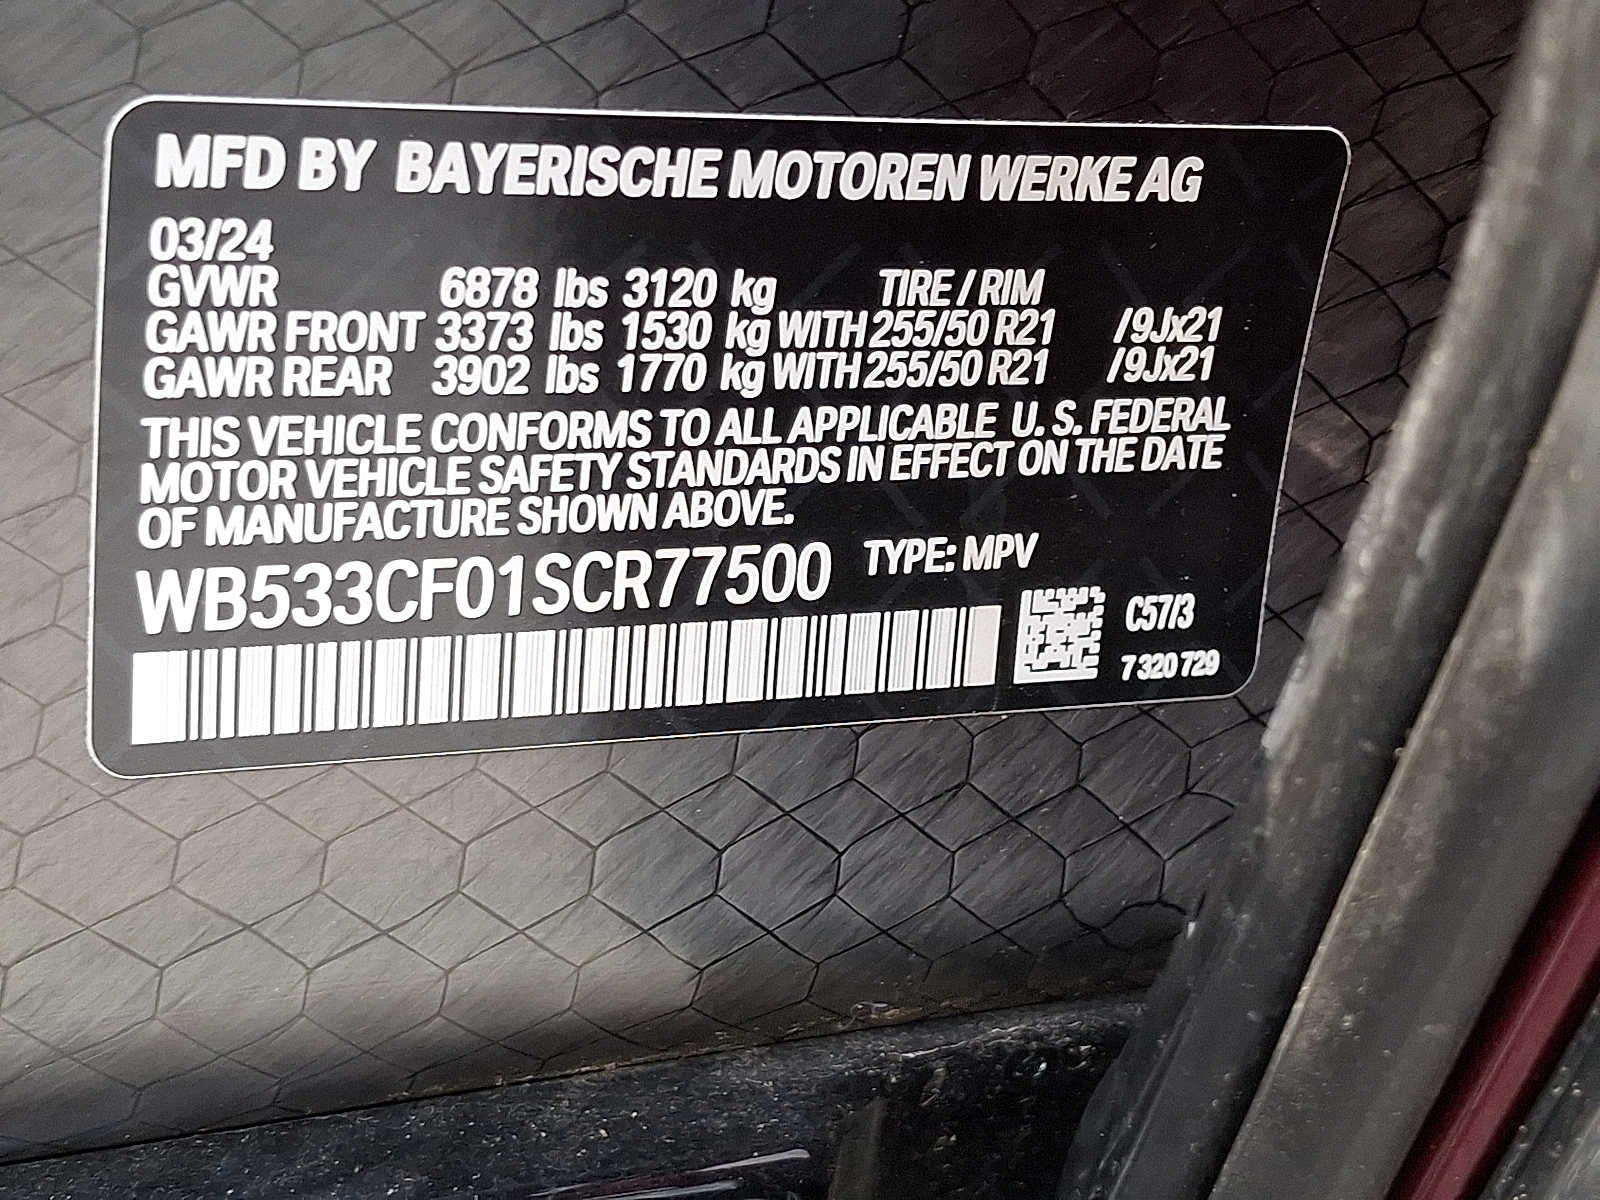 MFD BY BAYERISCHE MOTOREN WERKE AG
03/24
GVWR 6878 lbs 3120 kg TIRE / RIM
GAWR FRONT 3373 lbs 1530 kg WITH 255/50 R21 /9Jx21
GAWR REAR 3902 lbs 1770 kg WITH 255/50 R21 /9Jx21
THIS VEHICLE CONFORMS TO ALL APPLICABLE U. S. FEDERAL
MOTOR VEHICLE SAFETY STANDARDS IN EFFECT ON THE DATE
OF MANUFACTURE SHOWN ABOVE.
WB533CF01SCR77500 TYPE: MPV
C57/3
7 320 729